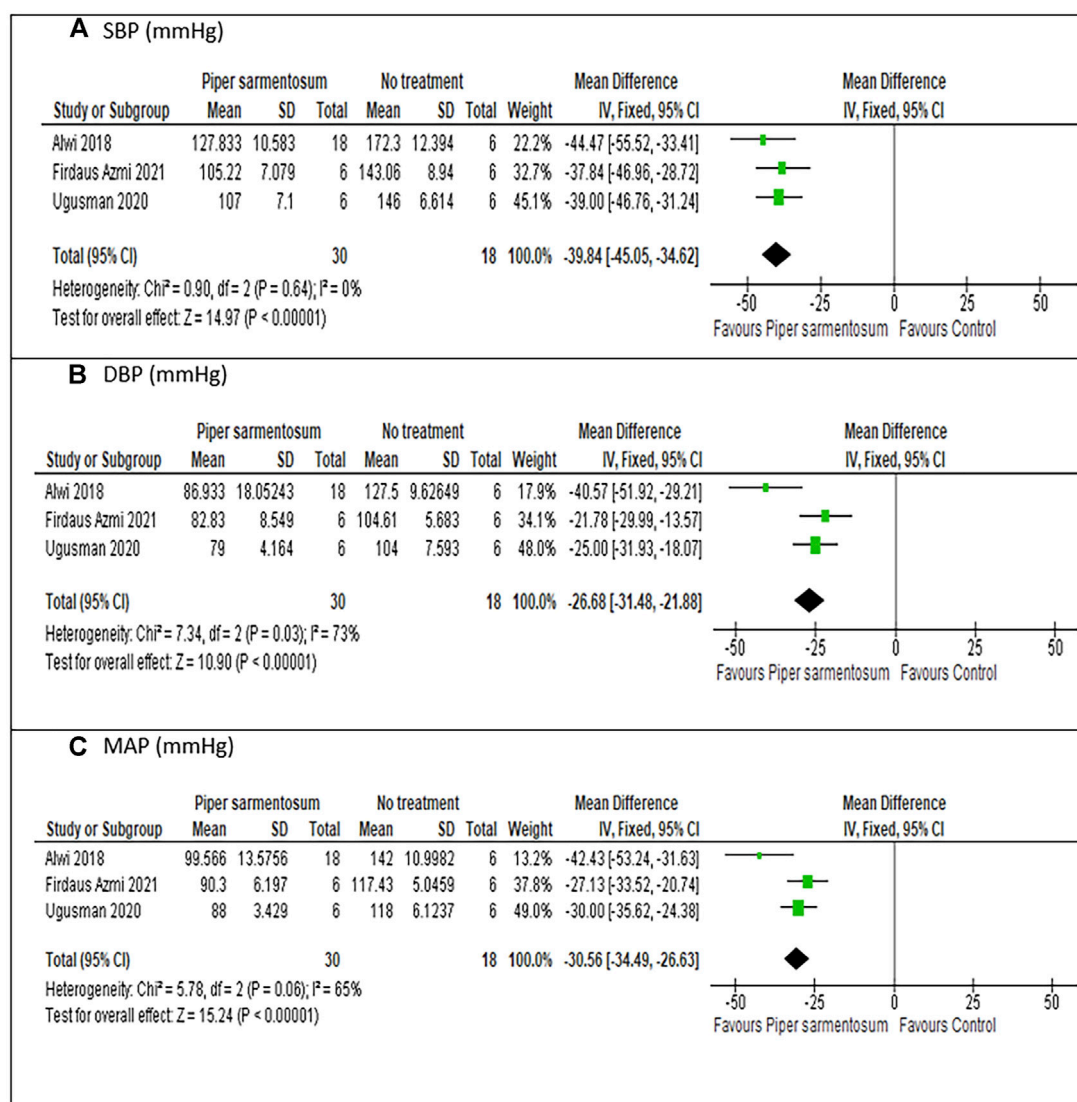 A SBP (mmHg)
Piper sarmentosum No treatment Mean Difference Mean Difference
Study or Subgroup Mean SD Total Mean SD Total Weight IV, Fixed, 95% CI IV, Fixed, 95% CI
Alwi 2018 127.833 10.583 18 172.3 12.394 6 22.2% -44.47 [-55.52, -33.41]
Firdaus Azmi 2021 105.22 7.079 6 143.06 8.94 6 32.7% -37.84 [-46.96, -28.72]
Ugusman 2020 107 7.1 6 146 6.614 6 45.1% -39.00 [-46.76, -31.24]
Total (95% CI) 30 18 100.0% -39.84 [-45.05, -34.62]
Heterogeneity: Chi² = 0.90, df = 2 (P = 0.64); I² = 0%
Test for overall effect: Z = 14.97 (P < 0.00001)
-50 -25 0 25 50
Favours Piper sarmentosum Favours Control
B DBP (mmHg)
Piper sarmentosum No treatment Mean Difference Mean Difference
Study or Subgroup Mean SD Total Mean SD Total Weight IV, Fixed, 95% CI IV, Fixed, 95% CI
Alwi 2018 86.933 18.05243 18 127.5 9.62649 6 17.9% -40.57 [-51.92, -29.21]
Firdaus Azmi 2021 82.83 8.549 6 104.61 5.683 6 34.1% -21.78 [-29.99, -13.57]
Ugusman 2020 79 4.164 6 104 7.593 6 48.0% -25.00 [-31.93, -18.07]
Total (95% CI) 30 18 100.0% -26.68 [-31.48, -21.88]
Heterogeneity: Chi² = 7.34, df = 2 (P = 0.03); I² = 73%
Test for overall effect: Z = 10.90 (P < 0.00001)
-50 -25 0 25 50
Favours Piper sarmentosum Favours Control
C MAP (mmHg)
Piper sarmentosum No treatment Mean Difference Mean Difference
Study or Subgroup Mean SD Total Mean SD Total Weight IV, Fixed, 95% CI IV, Fixed, 95% CI
Alwi 2018 99.566 13.5756 18 142 10.9982 6 13.2% -42.43 [-53.24, -31.63]
Firdaus Azmi 2021 90.3 6.197 6 117.43 5.0459 6 37.8% -27.13 [-33.52, -20.74]
Ugusman 2020 88 3.429 6 118 6.1237 6 49.0% -30.00 [-35.62, -24.38]
Total (95% CI) 30 18 100.0% -30.56 [-34.49, -26.63]
Heterogeneity: Chi² = 5.78, df = 2 (P = 0.06); I² = 65%
Test for overall effect: Z = 15.24 (P < 0.00001)
-50 -25 0 25 50
Favours Piper sarmentosum Favours Control